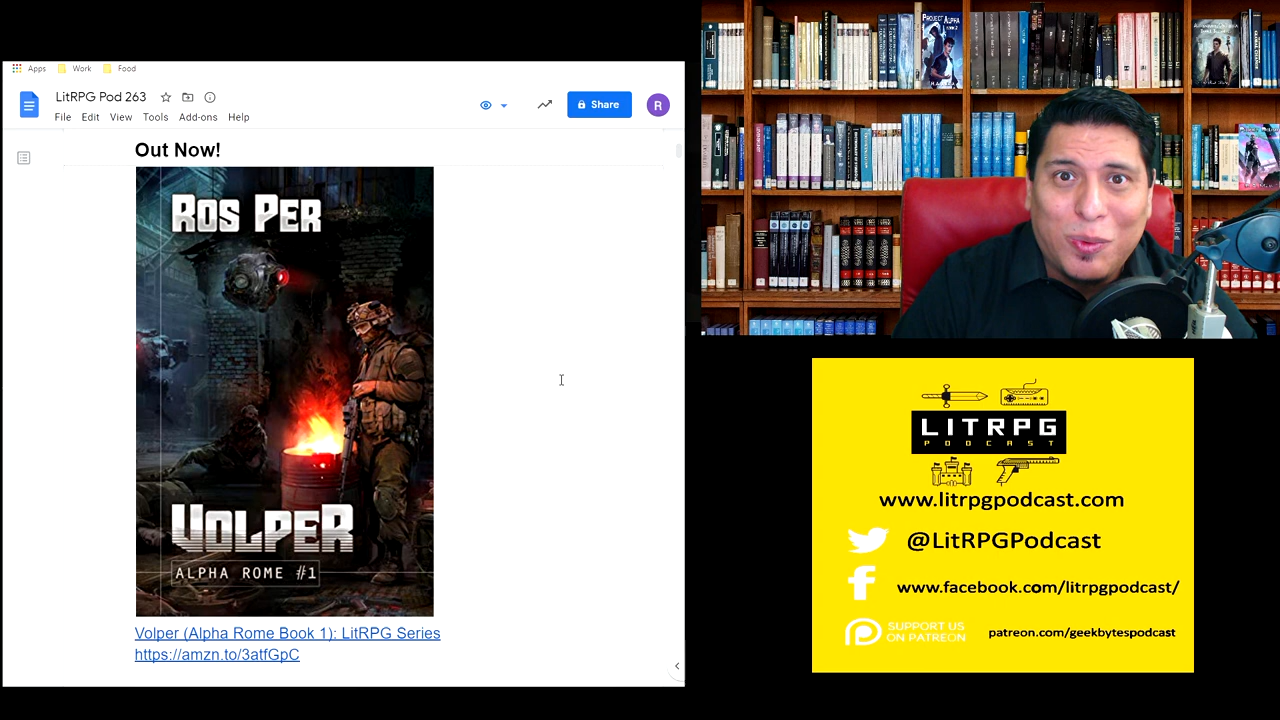 Apps Work Food
LitRPG Pod 263
File Edit View Tools Add-ons Help
Share
R
Out Now!
ROS PER
VOLPER
ALPHA ROME #1
Volper (Alpha Rome Book 1): LitRPG Series
https://amzn.to/3atfGpC
PROJECT ALPHA
LITRPG
PODCAST
www.litrpgpodcast.com
@LitRPGPodcast
www.facebook.com/litrpgpodcast/
SUPPORT US
ON PATREON
patreon.com/geekbytespodcast